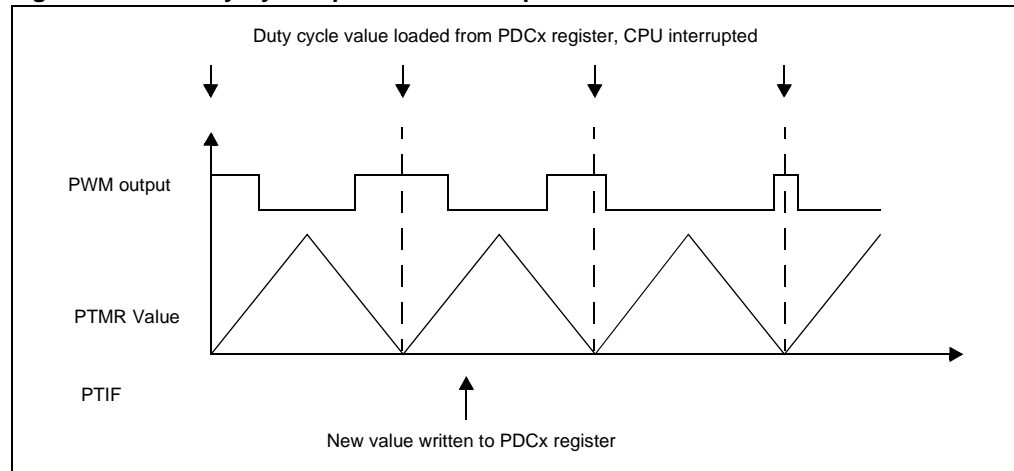 Duty cycle value loaded from PDCx register, CPU interrupted
PWM output
PTMR Value
PTIF
New value written to PDCx register